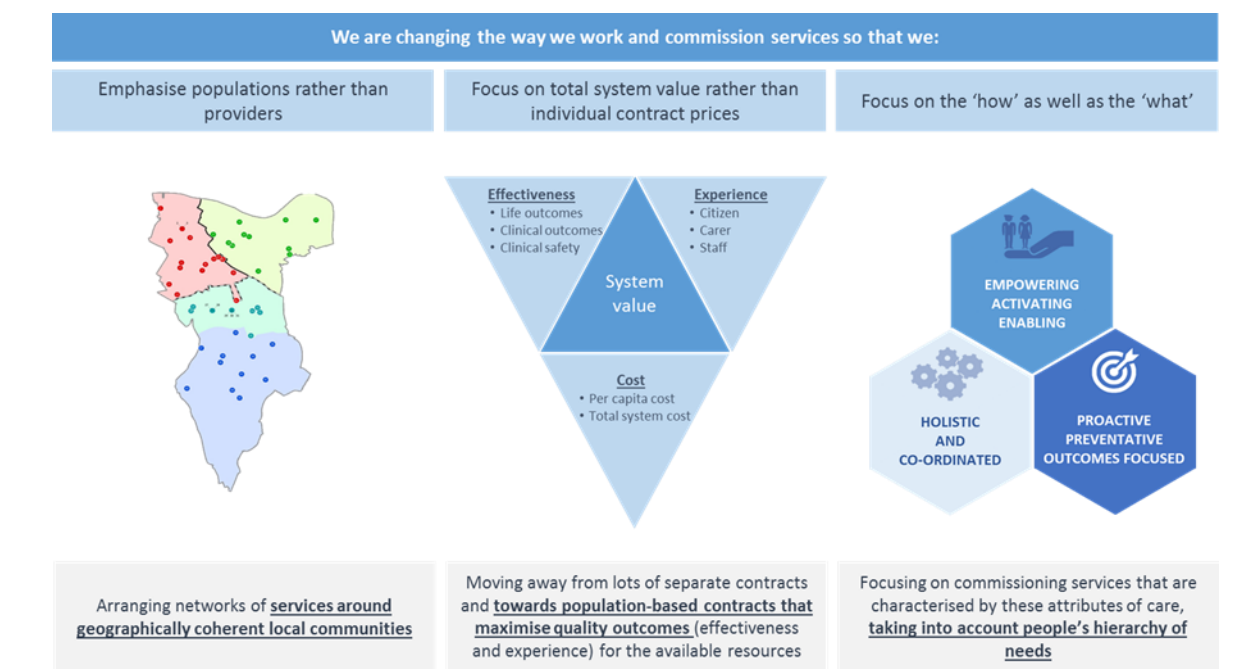 We are changing the way we work and commission services so that we:
Emphasise populations rather than
providers
Focus on total system value rather than
individual contract prices
Focus on the ‘how’ as well as the ‘what’
Effectiveness
• Life outcomes
• Clinical outcomes
• Clinical safety
Experience
• Citizen
• Carer
• Staff
System
value
Cost
• Per capita cost
• Total system cost
EMPOWERING
ACTIVATING
ENABLING
HOLISTIC
AND
CO-ORDINATED
PROACTIVE
PREVENTATIVE
OUTCOMES FOCUSED
Arranging networks of services around
geographically coherent local communities
Moving away from lots of separate contracts
and towards population-based contracts that
maximise quality outcomes (effectiveness
and experience) for the available resources
Focusing on commissioning services that are
characterised by these attributes of care,
taking into account people’s hierarchy of
needs